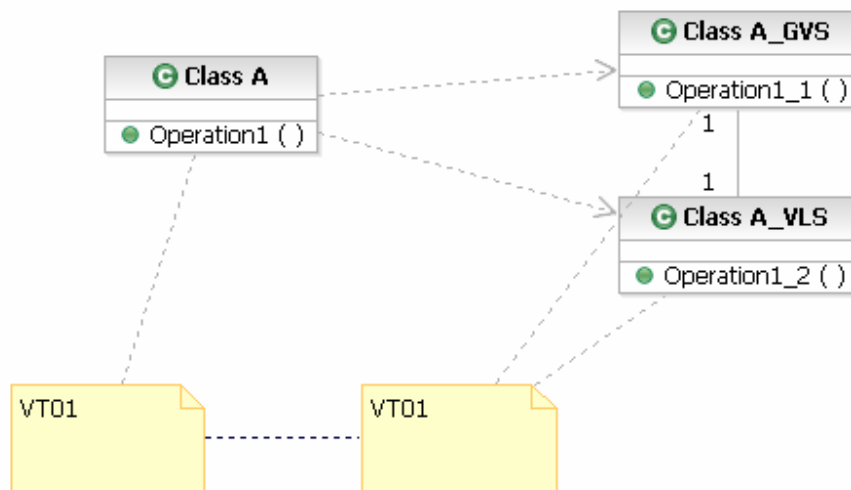 Class A
Operation1 ( )
Class A_GVS
Operation1_1 ( )
1
1
Class A_VLS
Operation1_2 ( )
VT01
VT01